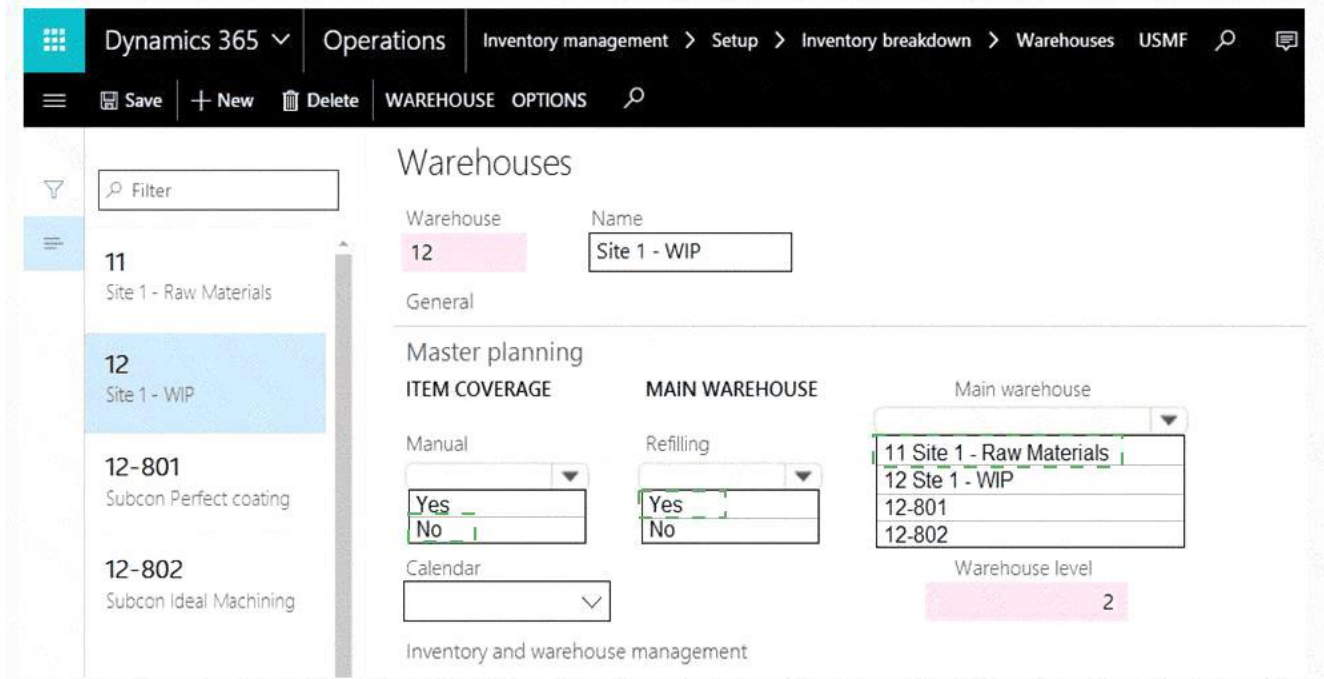 Dynamics 365 Operations Inventory management > Setup > Inventory breakdown > Warehouses USMF
Save + New Delete WAREHOUSE OPTIONS
Filter
11
Site 1 - Raw Materials
12
Site 1 - WIP
12-801
Subcon Perfect coating
12-802
Subcon Ideal Machining
Warehouses
Warehouse Name
12 Site 1 - WIP
General
Master planning
ITEM COVERAGE MAIN WAREHOUSE Main warehouse
Manual Refilling
11 Site 1 - Raw Materials
12 Ste 1 - WIP
Yes Yes 12-801
No No 12-802
Calendar Warehouse level
2
Inventory and warehouse management